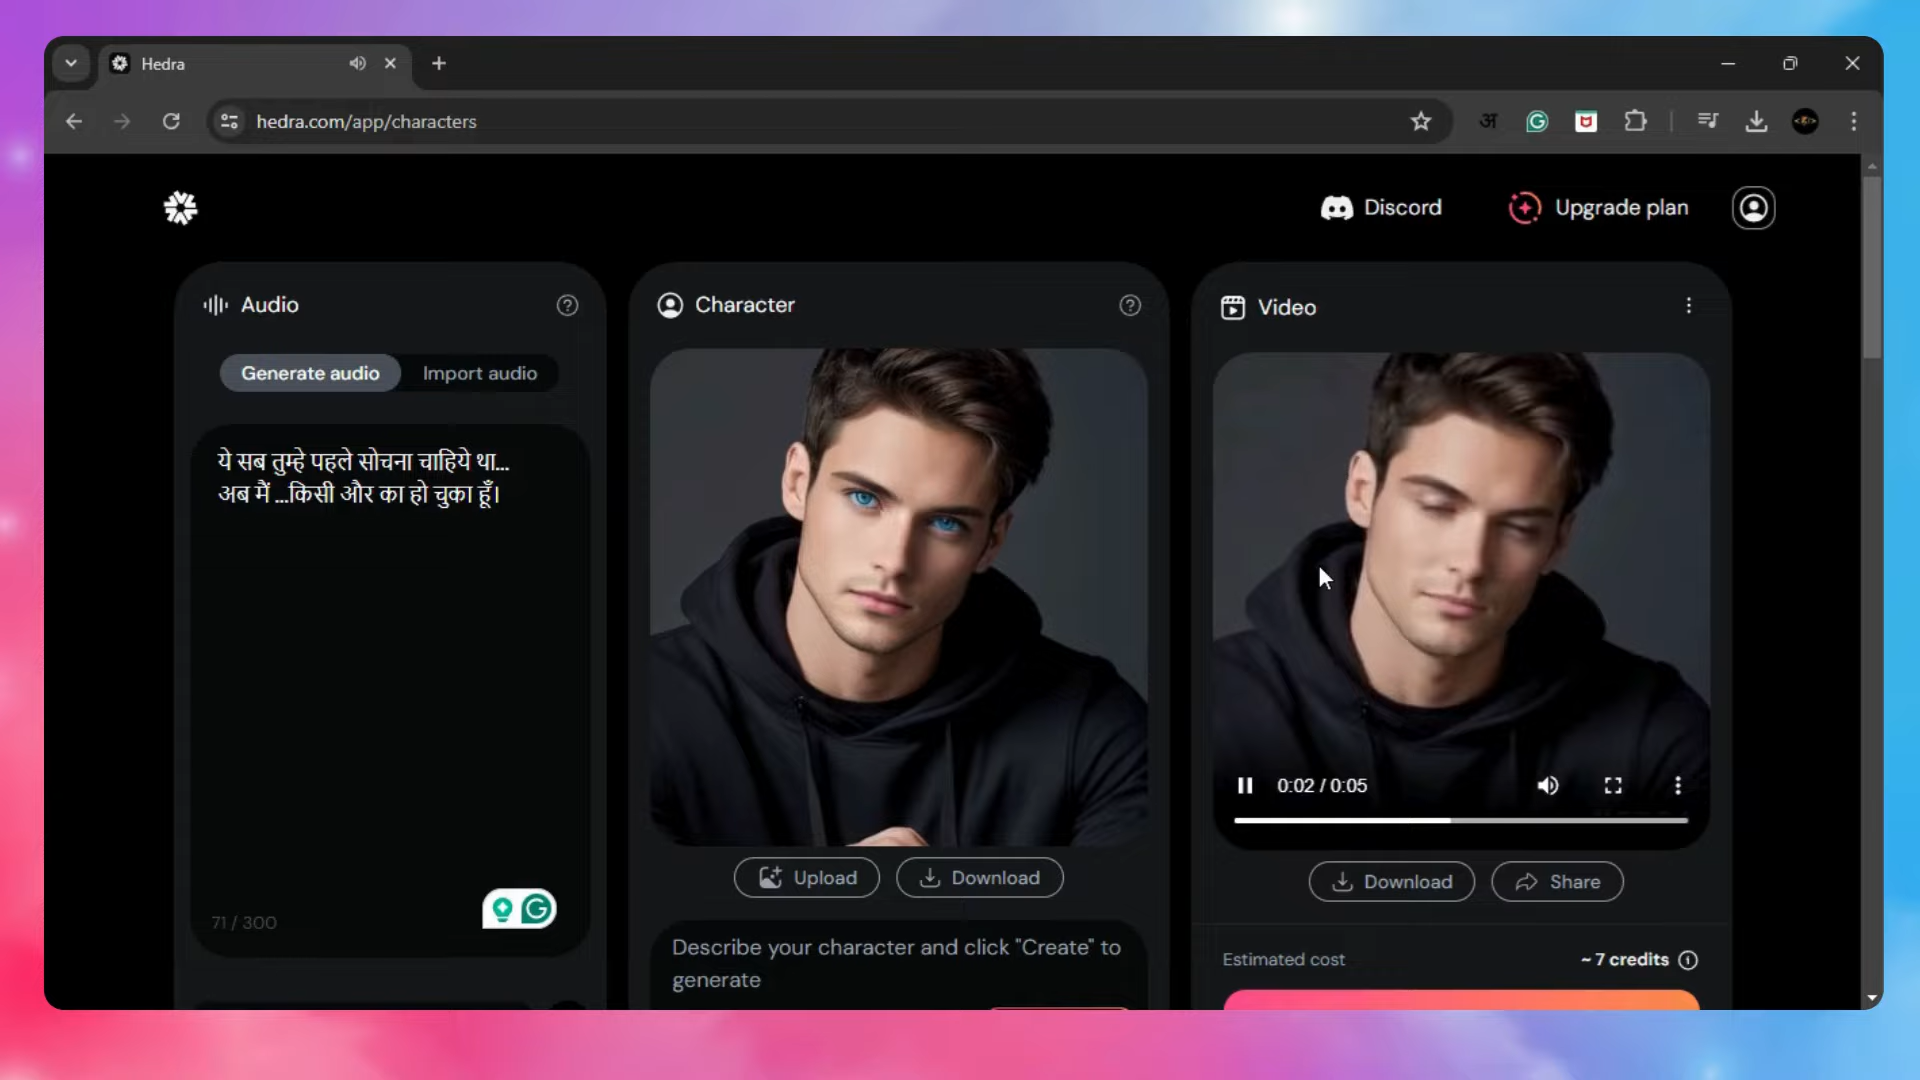 Hedra
hedra.com/app/characters
अ
Discord
Upgrade plan
Audio
Character
Video
Generate audio
Import audio
ये सब तुम्हे पहले सोचना चाहिये था...
अब मैं ...किसी और का हो चुका हूँ।
71 / 300
Upload
Download
Describe your character and click "Create" to
generate
0:02 / 0:05
Download
Share
Estimated cost
~ 7 credits